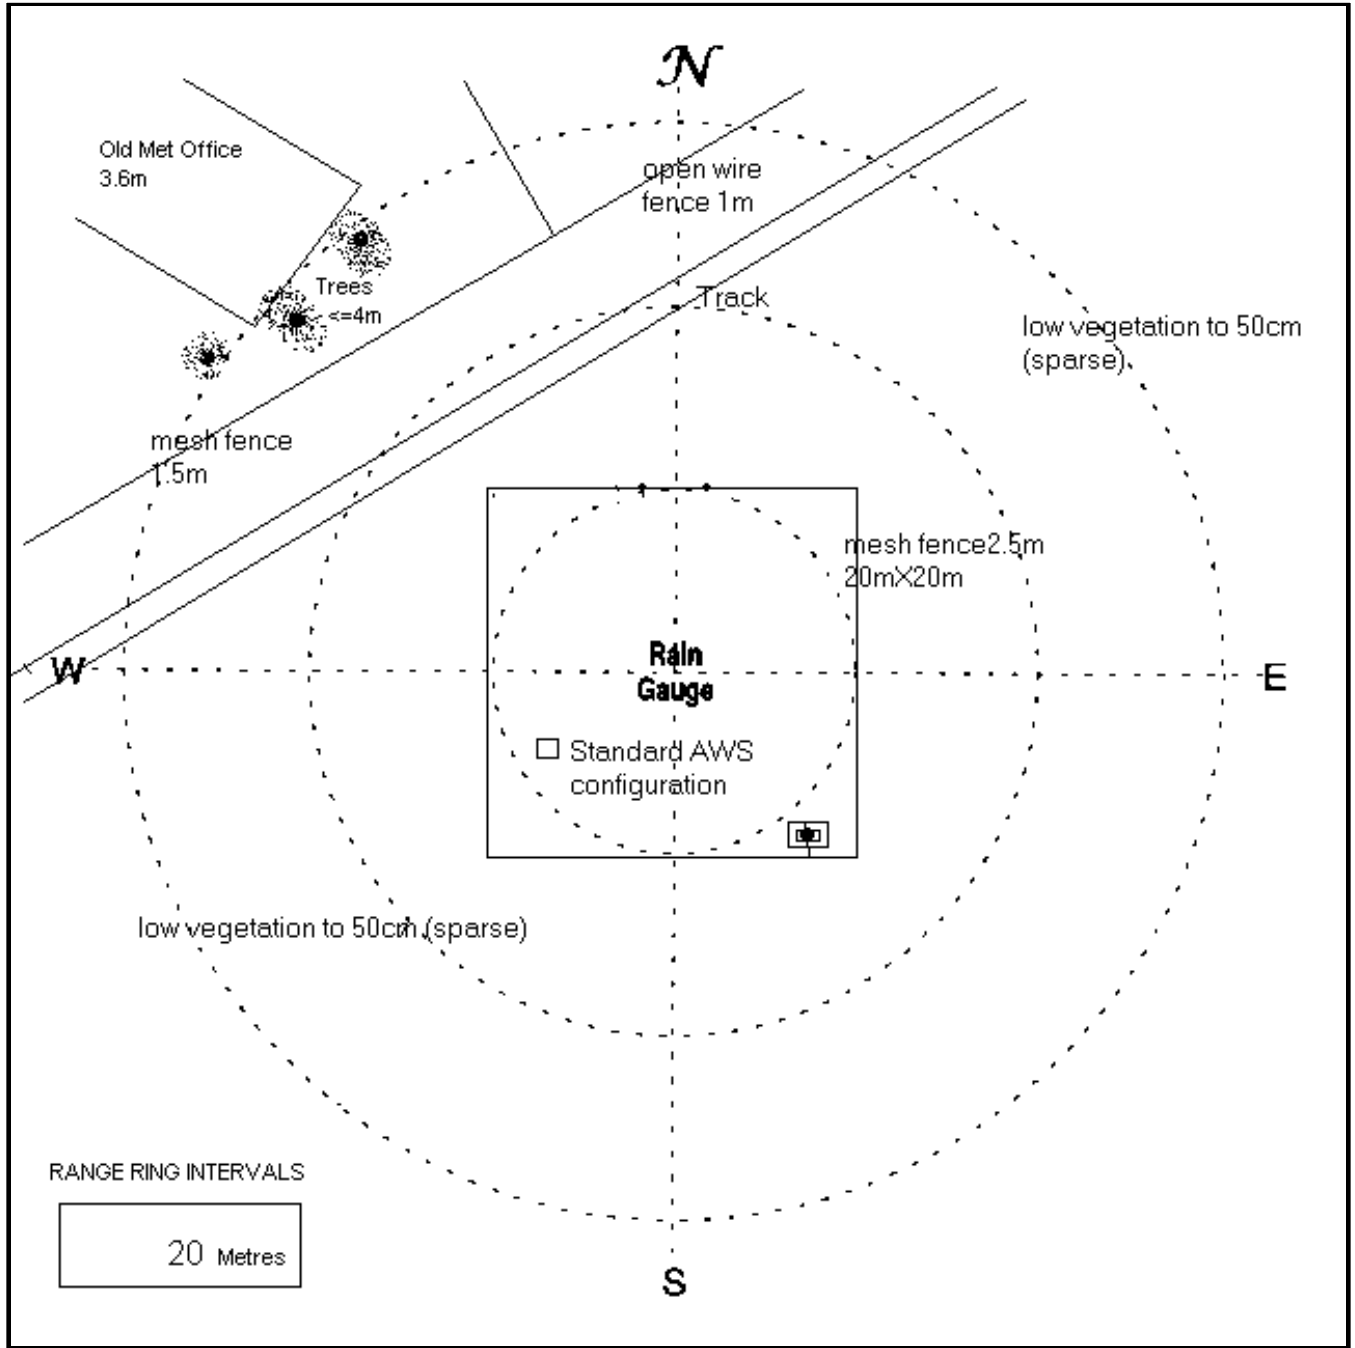 N
Old Met Office
3.6m
open wire
fence 1m
Trees
<=4m
Track
low vegetation to 50cm
(sparse)
mesh fence
1.5m
mesh fence2.5m
20mX20m
W
Rain
Gauge
E
Standard AWS
configuration
low vegetation to 50cm (sparse)
RANGE RING INTERVALS
20 Metres
S